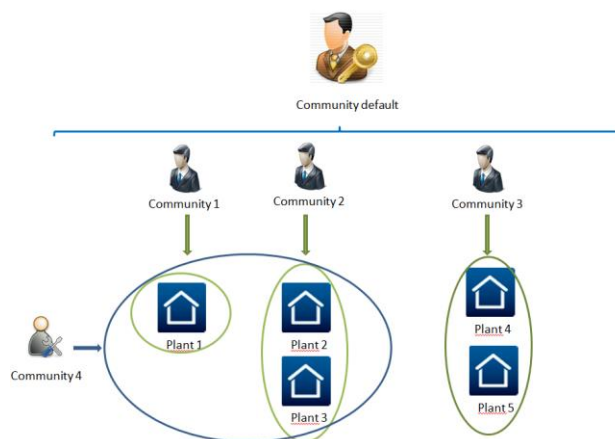 Community default
Community 1
Community 2
Community 3
Plant 1
Plant 2
Plant 4
Community 4
Plant 3
Plant 5